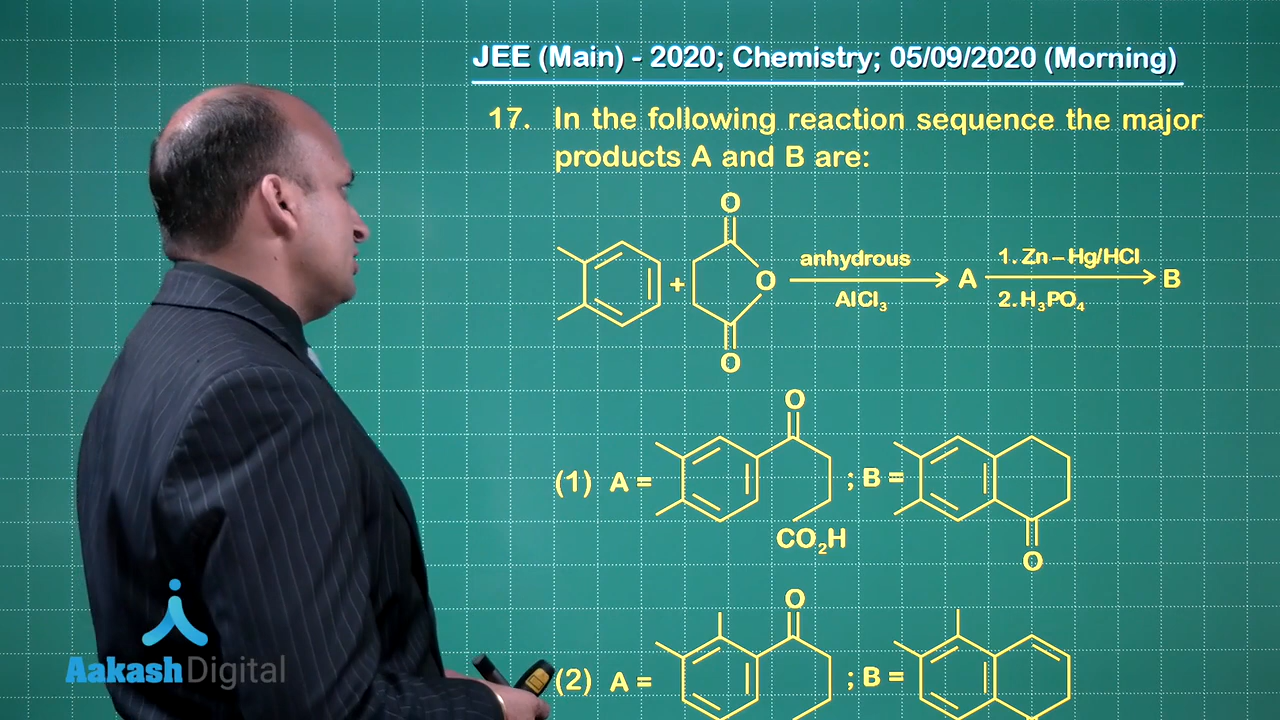 JEE (Main) - 2020; Chemistry; 05/09/2020 (Morning)
17. In the following reaction sequence the major
products A and B are:
O
O
O
+
anhydrous
AlCl₃
A
1. Zn – Hg/HCl
2. H₃PO₄
B
O
(1) A =
; B =
CO₂H
O
O
(2) A =
; B =
Aakash Digital